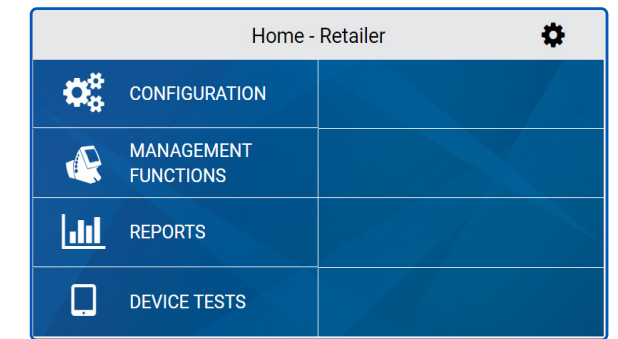 Home - Retailer
CONFIGURATION
MANAGEMENT
FUNCTIONS
REPORTS
DEVICE TESTS